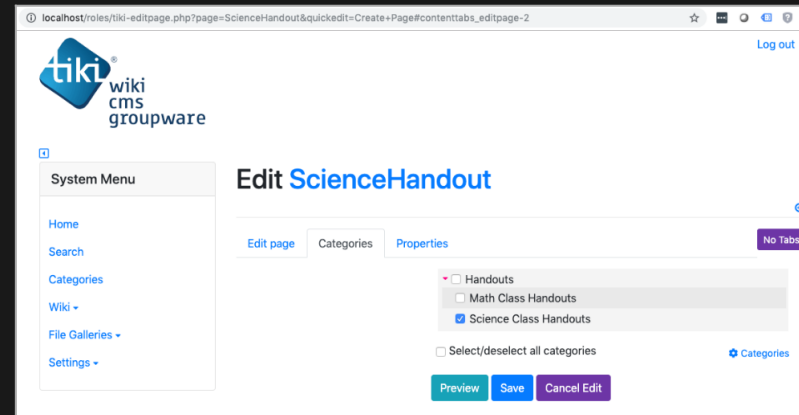 localhost/roles/tiki-editpage.php?page=ScienceHandout&quickedit=Create+Page#contenttabs_editpage-2
Log out
tiki®
wiki
cms
groupware
System Menu
Home
Search
Categories
Wiki
File Galleries
Settings
Edit ScienceHandout
Edit page Categories Properties
No Tabs
Handouts
Math Class Handouts
Science Class Handouts
Select/deselect all categories
Categories
Preview Save Cancel Edit